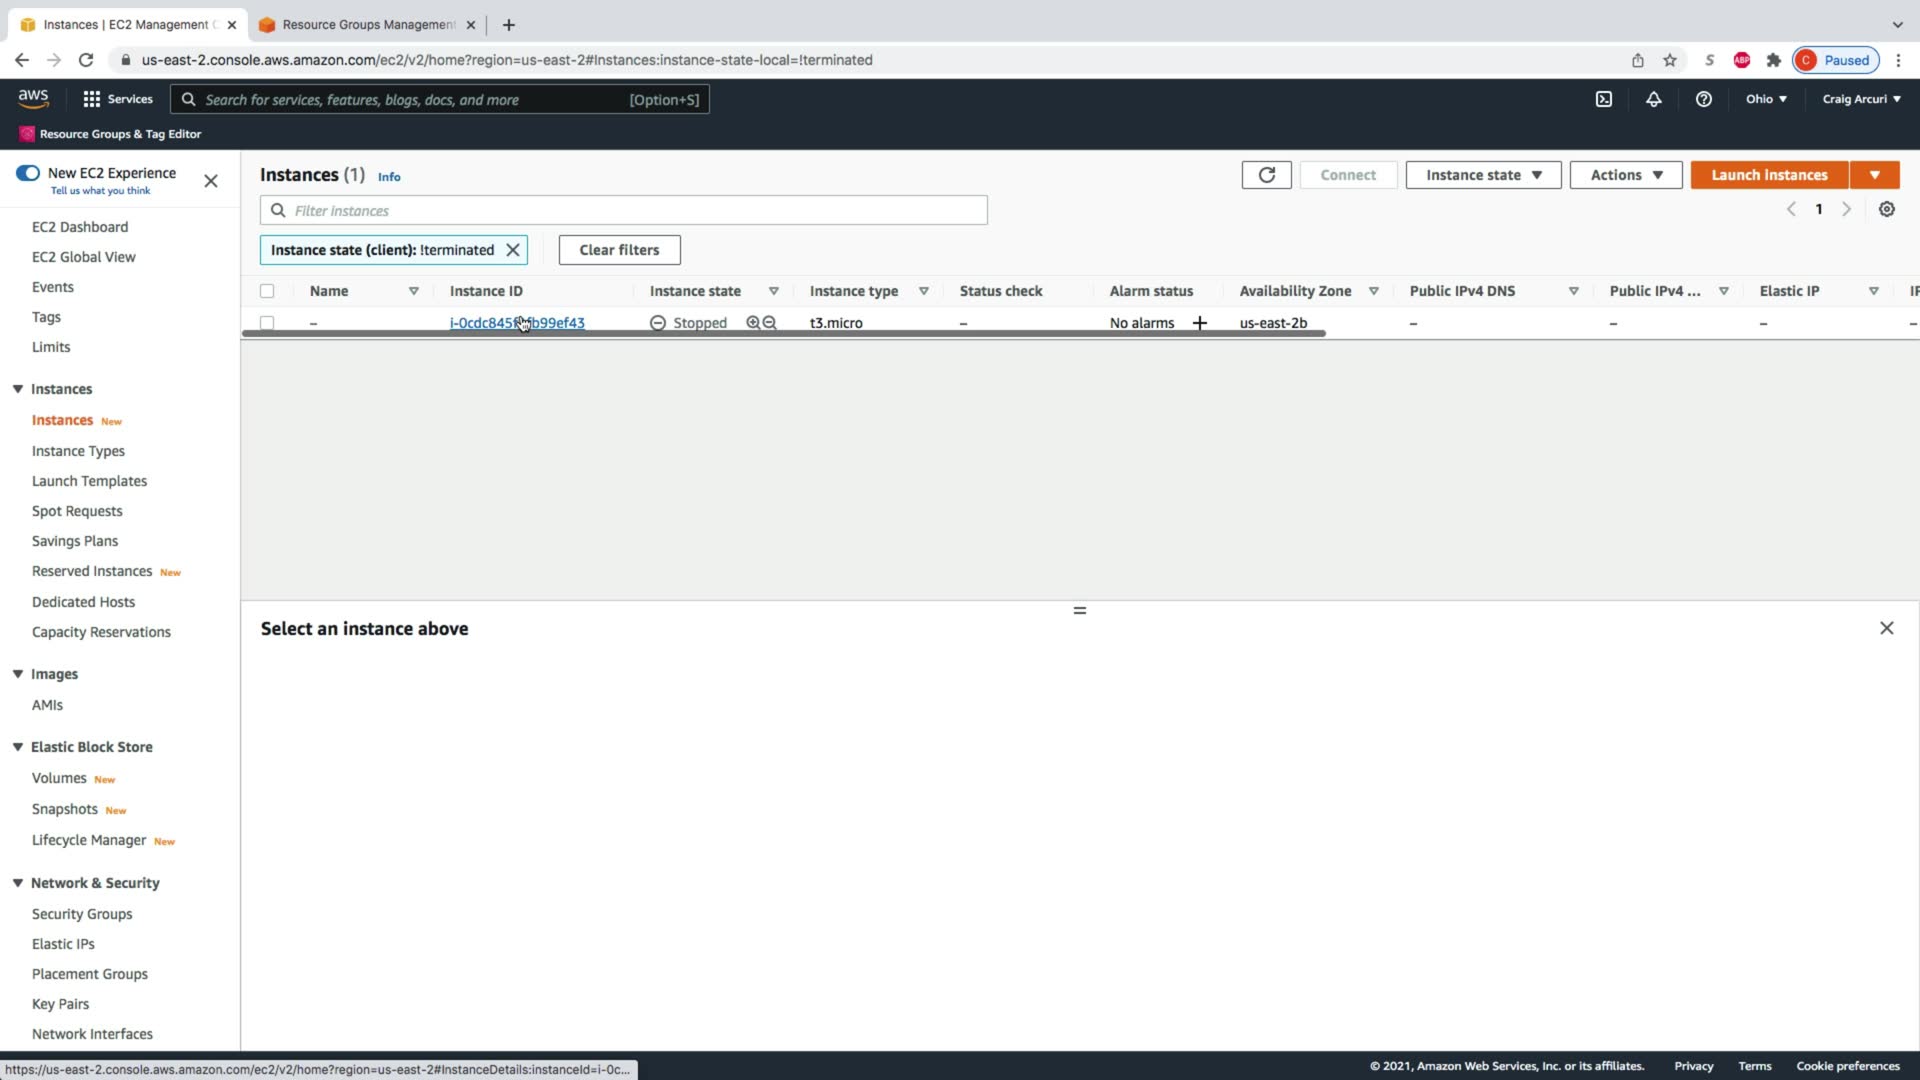 Instances | EC2 Management C
Resource Groups Management
us-east-2.console.aws.amazon.com/ec2/v2/home?region=us-east-2#Instances:instance-state-local=!terminated
S
ABP
C
Paused
aws
Services
Search for services, features, blogs, docs, and more
[Option+S]
Ohio
Craig Arcuri
Resource Groups & Tag Editor
New EC2 Experience
Tell us what you think
EC2 Dashboard
EC2 Global View
Events
Tags
Limits
Instances
Instances New
Instance Types
Launch Templates
Spot Requests
Savings Plans
Reserved Instances New
Dedicated Hosts
Capacity Reservations
Images
AMIs
Elastic Block Store
Volumes New
Snapshots New
Lifecycle Manager New
Network & Security
Security Groups
Elastic IPs
Placement Groups
Key Pairs
Network Interfaces
Instances (1) Info
Connect
Instance state
Actions
Launch instances
Filter instances
1
Instance state (client): !terminated
Clear filters
Name Instance ID Instance state Instance type Status check Alarm status Availability Zone Public IPv4 DNS Public IPv4 ... Elastic IP
– Stopped t3.micro – No alarms + us-east-2b – – – –
Select an instance above
https://us-east-2.console.aws.amazon.com/ec2/v2/home?region=us-east-2#InstanceDetails:instanceId=i-0c...
© 2021, Amazon Web Services, Inc. or its affiliates.
Privacy
Terms
Cookie preferences